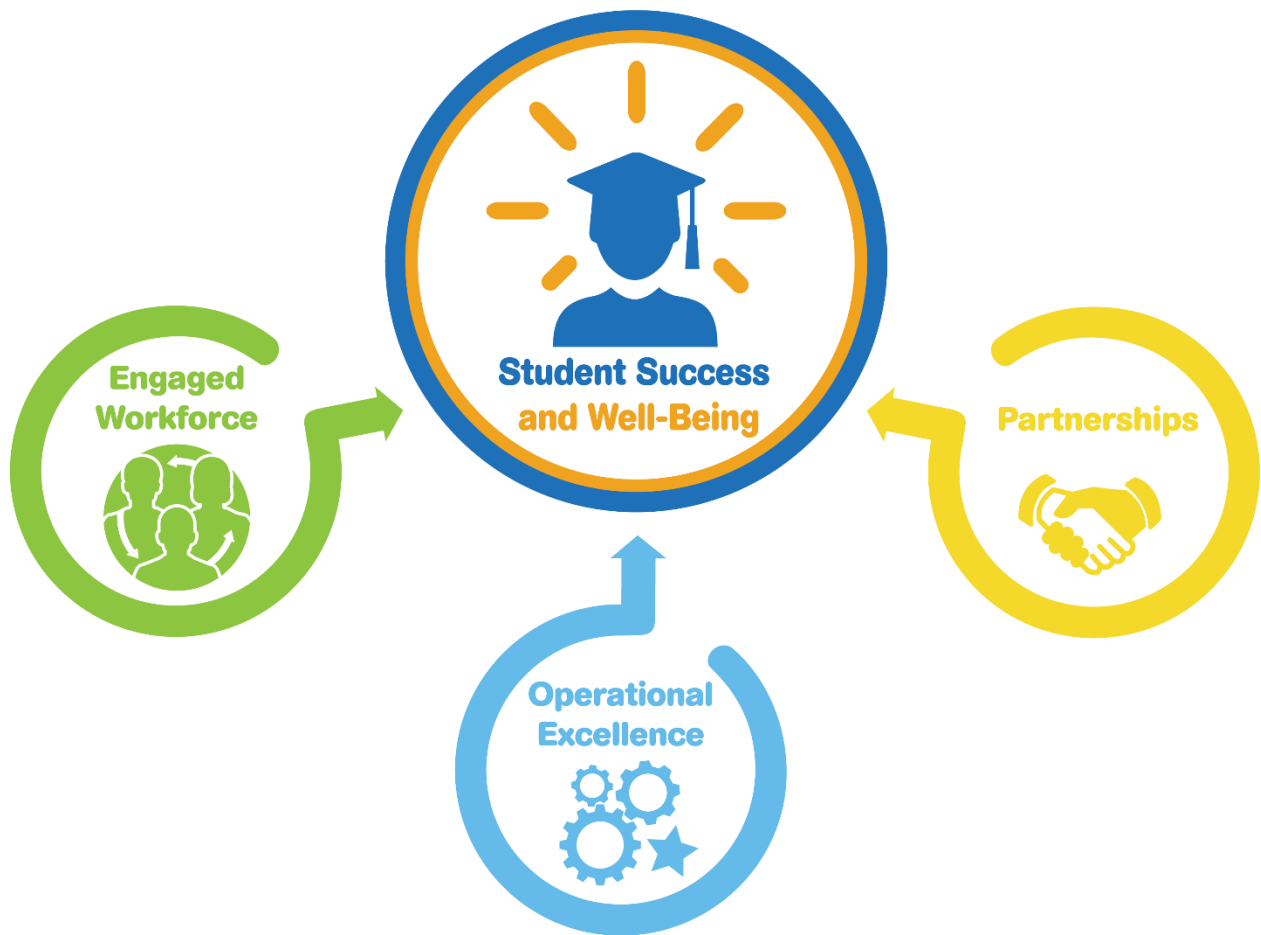 Student Success
and Well-Being
Engaged
Workforce
Partnerships
Operational
Excellence